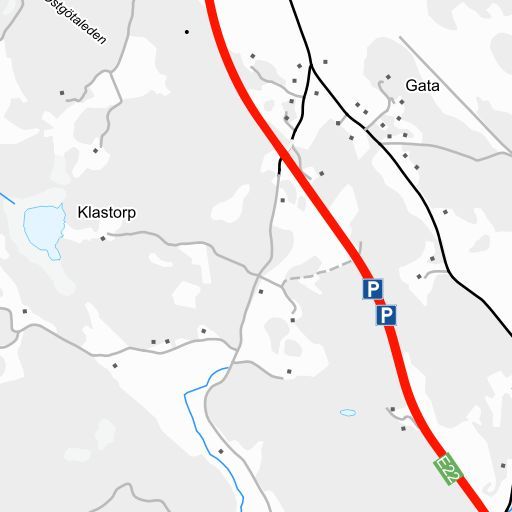 Östgötaleden
Gata
Klastorp
P
P
E22